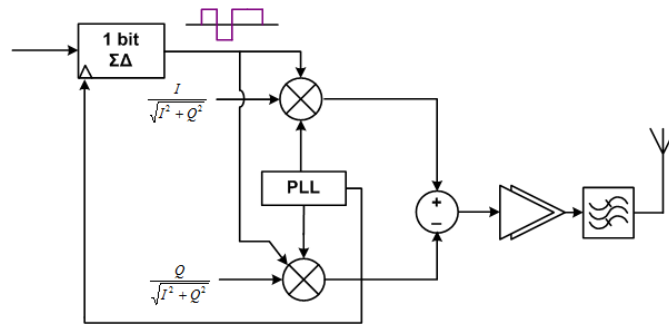 1 bit
ΣΔ
I
√I² + Q²
PLL
+
−
Q
√I² + Q²